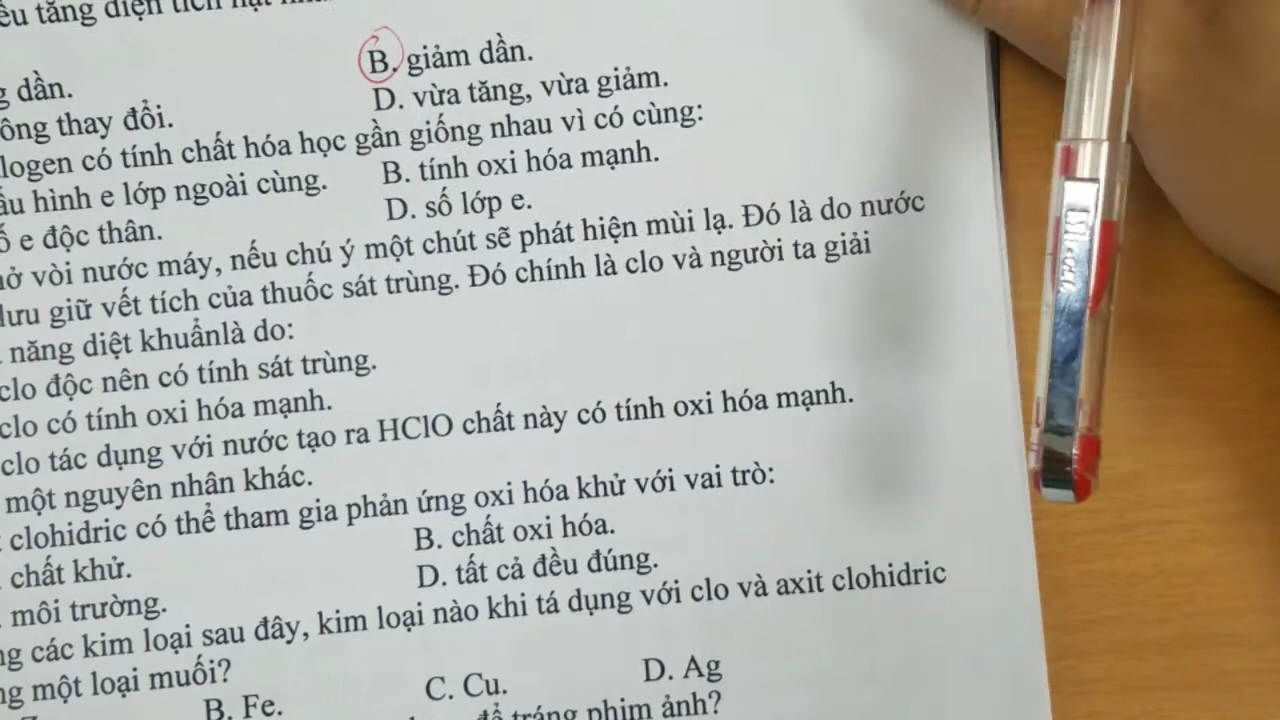 tăng điện tích
B. giảm dần.
dần.
D. vừa tăng, vừa giảm.
thay đổi.
có tính chất hóa học gần giống nhau vì có cùng:
hình e lớp ngoài cùng.
B. tính oxi hóa mạnh.
e độc thân.
D. số lớp e.
vòi nước máy, nếu chú ý một chút sẽ phát hiện mùi lạ. Đó là do nước
lưu giữ vết tích của thuốc sát trùng. Đó chính là clo và người ta giải
năng diệt khuẩnlà do:
clo độc nên có tính sát trùng.
clo có tính oxi hóa mạnh.
clo tác dụng với nước tạo ra HClO chất này có tính oxi hóa mạnh.
một nguyên nhân khác.
clohidric có thể tham gia phản ứng oxi hóa khử với vai trò:
chất khử.
B. chất oxi hóa.
môi trường.
D. tất cả đều đúng.
các kim loại sau đây, kim loại nào khi tá dụng với clo và axit clohidric
một loại muối?
B. Fe.
C. Cu.
D. Ag
để tráng phim ảnh?